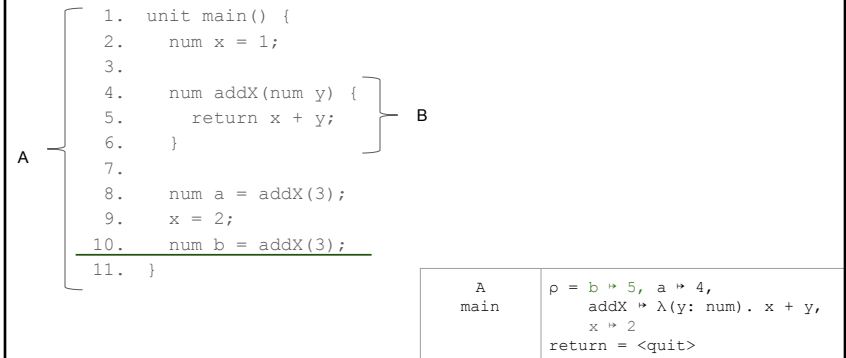 1. unit main() {
2. num x = 1;
3.
4. num addX(num y) {
5. return x + y;
B
6. }
A
7.
8. num a = addX(3);
9. x = 2;
10. num b = addX(3);
11. }
A
main
ρ = b ↦ 5, a ↦ 4,
addX ↦ λ(y: num). x + y,
x ↦ 2
return = <quit>